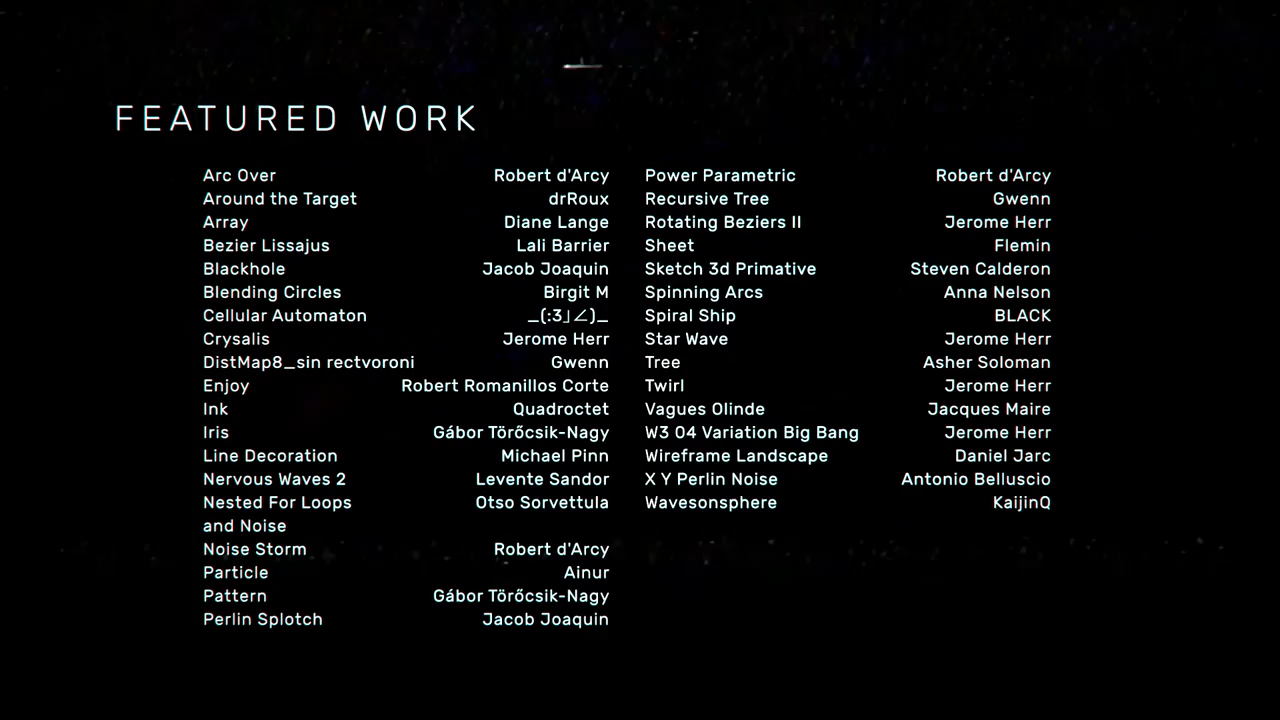 FEATURED WORK
Arc Over Robert d'Arcy
Around the Target drRoux
Array Diane Lange
Bezier Lissajus Lali Barrier
Blackhole Jacob Joaquin
Blending Circles Birgit M
Cellular Automaton _(:3」∠)_
Crysalis Jerome Herr
DistMap8_sin rectvoroni Gwenn
Enjoy Robert Romanillos Corte
Ink Quadroctet
Iris Gábor Törőcsik-Nagy
Line Decoration Michael Pinn
Nervous Waves 2 Levente Sandor
Nested For Loops Otso Sorvettula
and Noise
Noise Storm Robert d'Arcy
Particle Ainur
Pattern Gábor Törőcsik-Nagy
Perlin Splotch Jacob Joaquin
Power Parametric Robert d'Arcy
Recursive Tree Gwenn
Rotating Beziers II Jerome Herr
Sheet Flemin
Sketch 3d Primative Steven Calderon
Spinning Arcs Anna Nelson
Spiral Ship BLACK
Star Wave Jerome Herr
Tree Asher Soloman
Twirl Jerome Herr
Vagues Olinde Jacques Maire
W3 04 Variation Big Bang Jerome Herr
Wireframe Landscape Daniel Jarc
X Y Perlin Noise Antonio Belluscio
Wavesonsphere KaijinQ